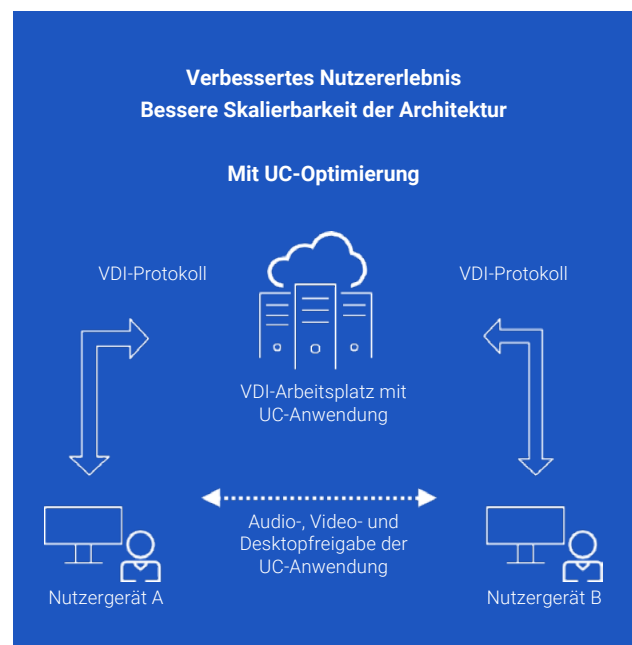 Verbessertes Nutzererlebnis
Bessere Skalierbarkeit der Architektur
Mit UC-Optimierung
VDI-Protokoll
VDI-Protokoll
VDI-Arbeitsplatz mit
UC-Anwendung
Audio-, Video- und
Desktopfreigabe der
UC-Anwendung
Nutzergerät A
Nutzergerät B